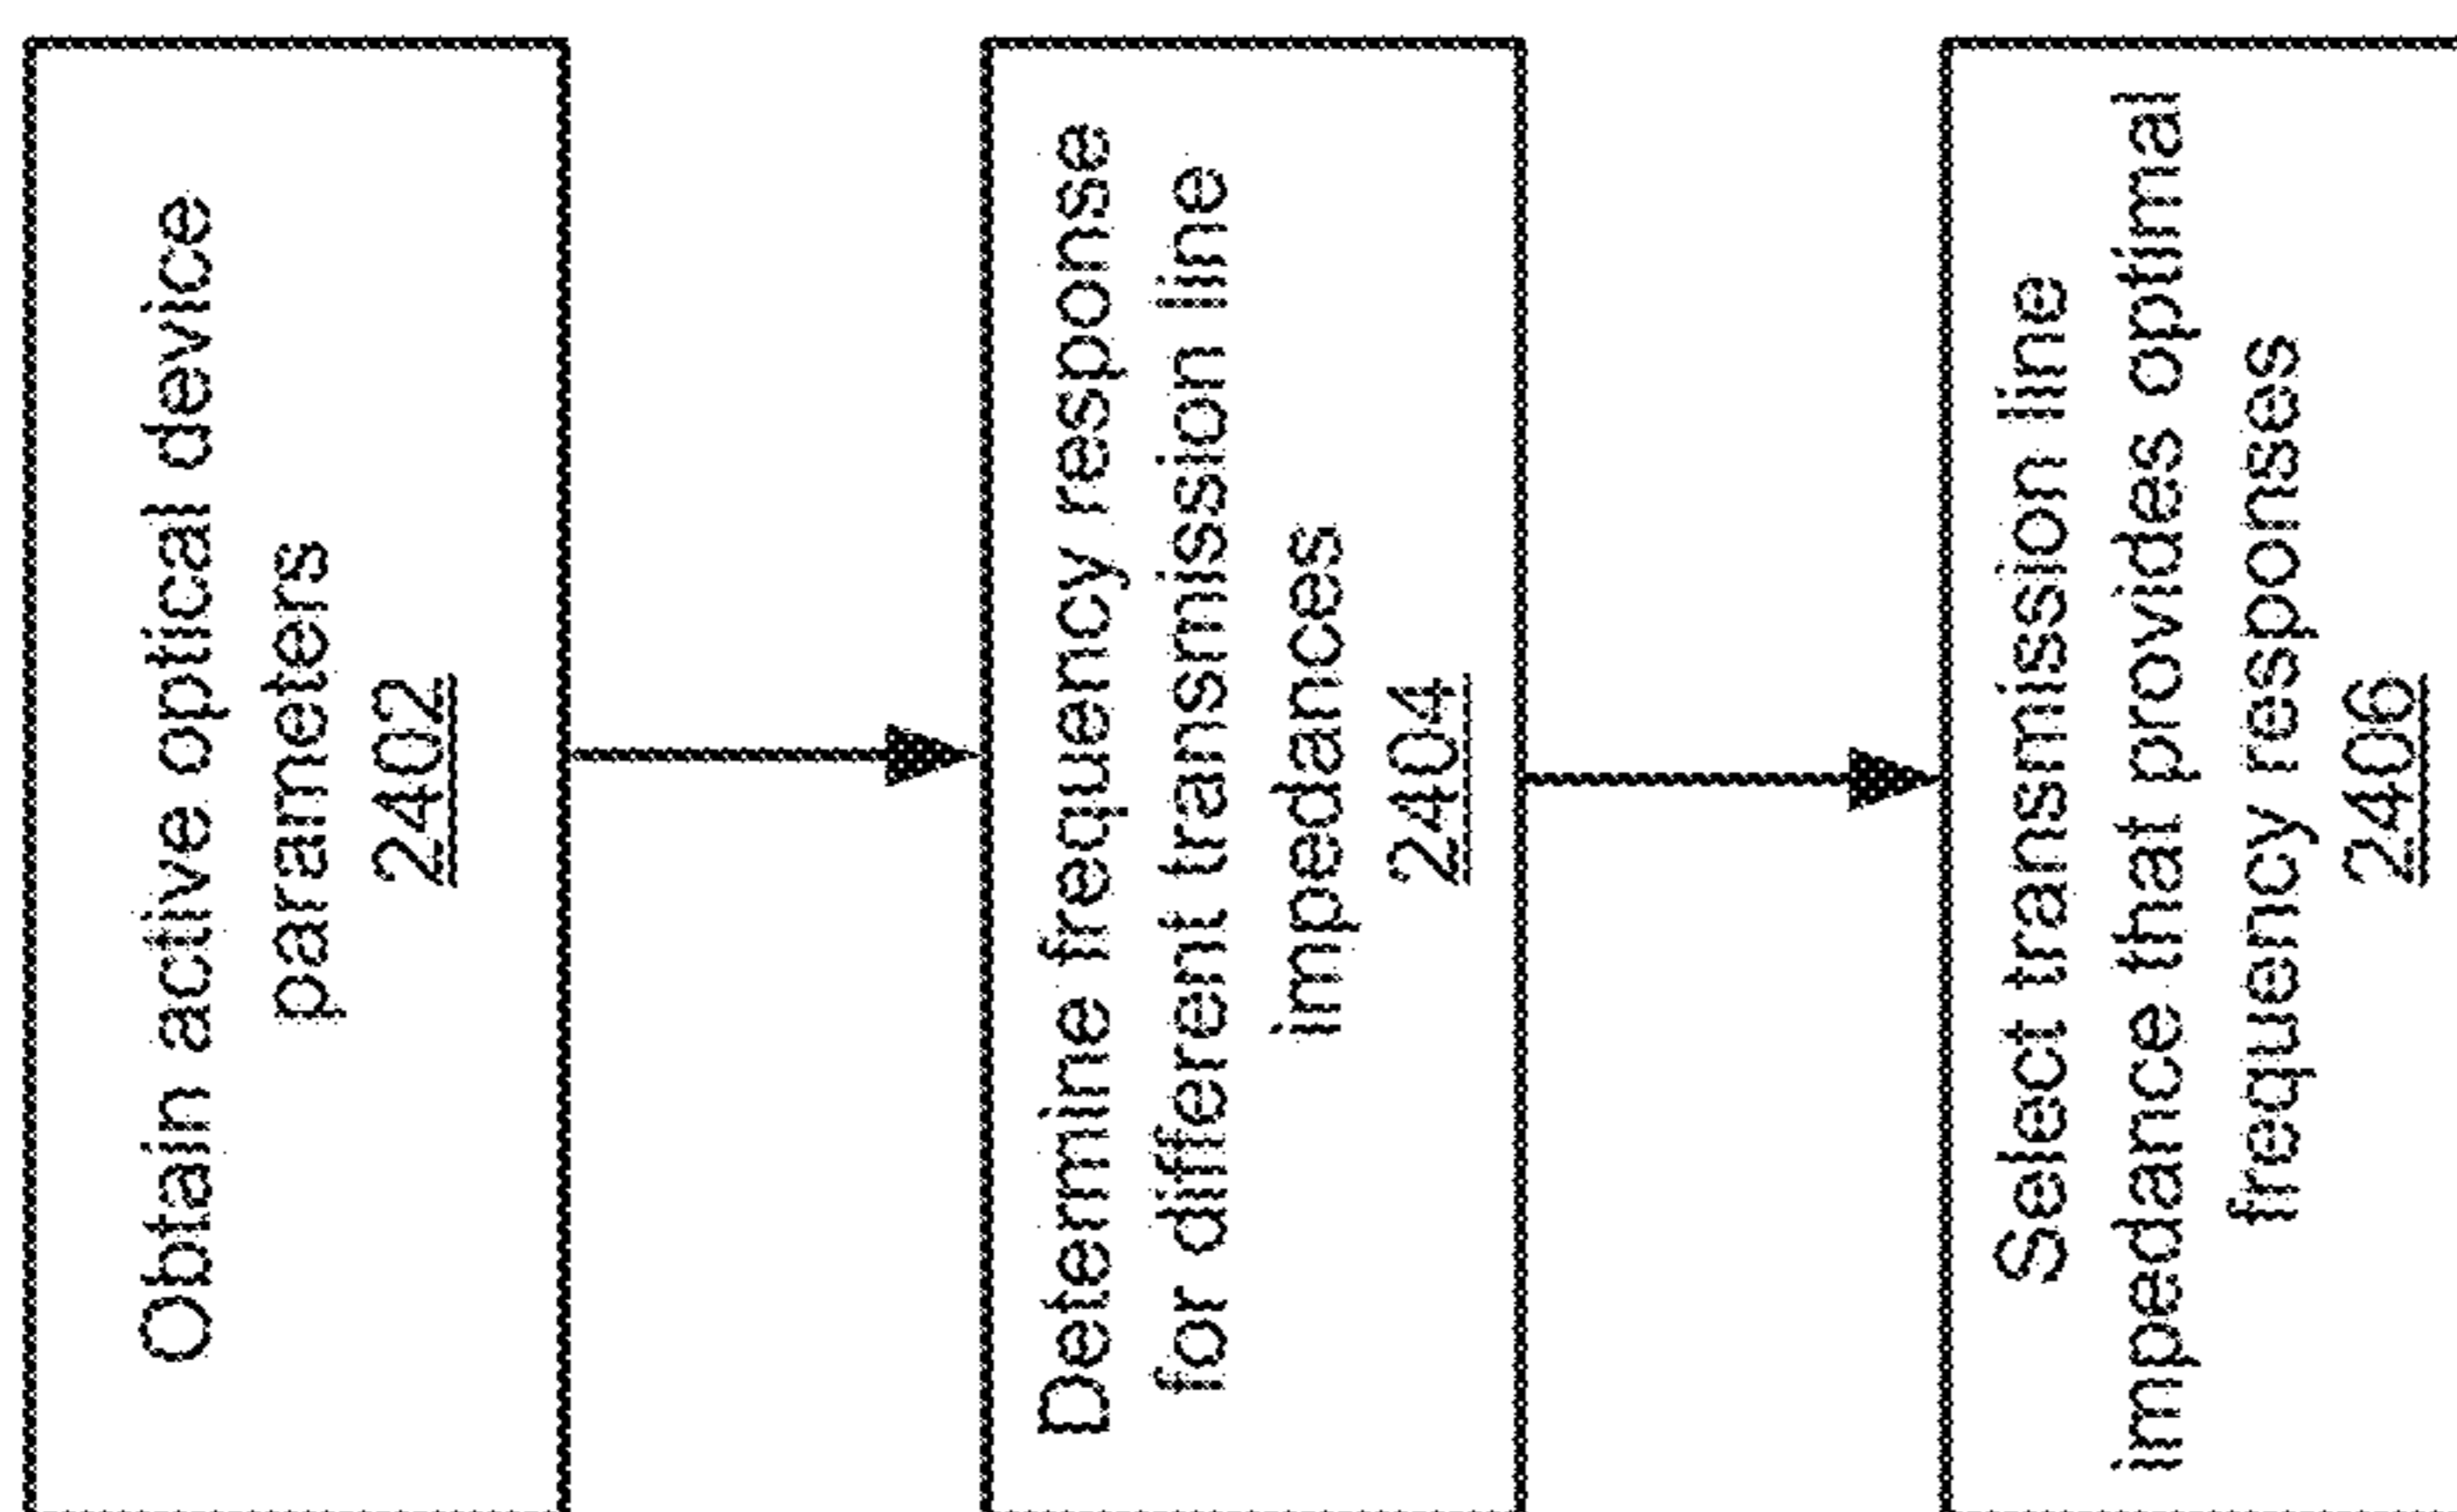 Obtain active optical device
parameters
2402
Determine frequency response
for different transmission line
impedances
2404
Select transmission line
impedance that provides optimal
frequency responses
2406